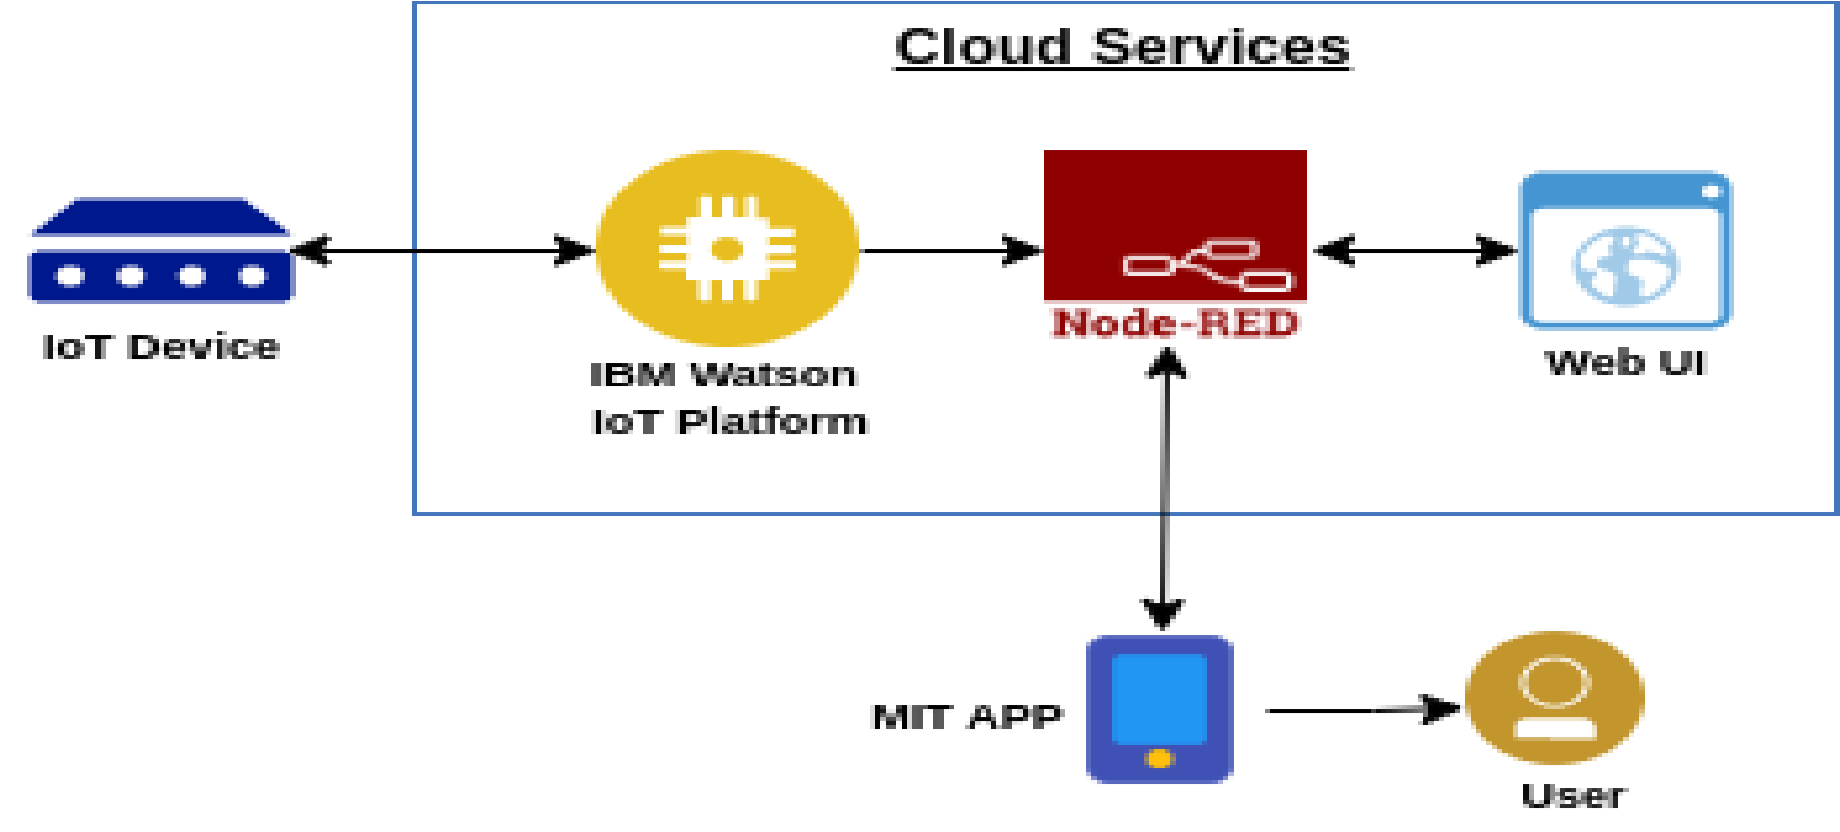 Cloud Services
IoT Device
IBM Watson
IoT Platform
Node-RED
Web UI
MIT APP
User